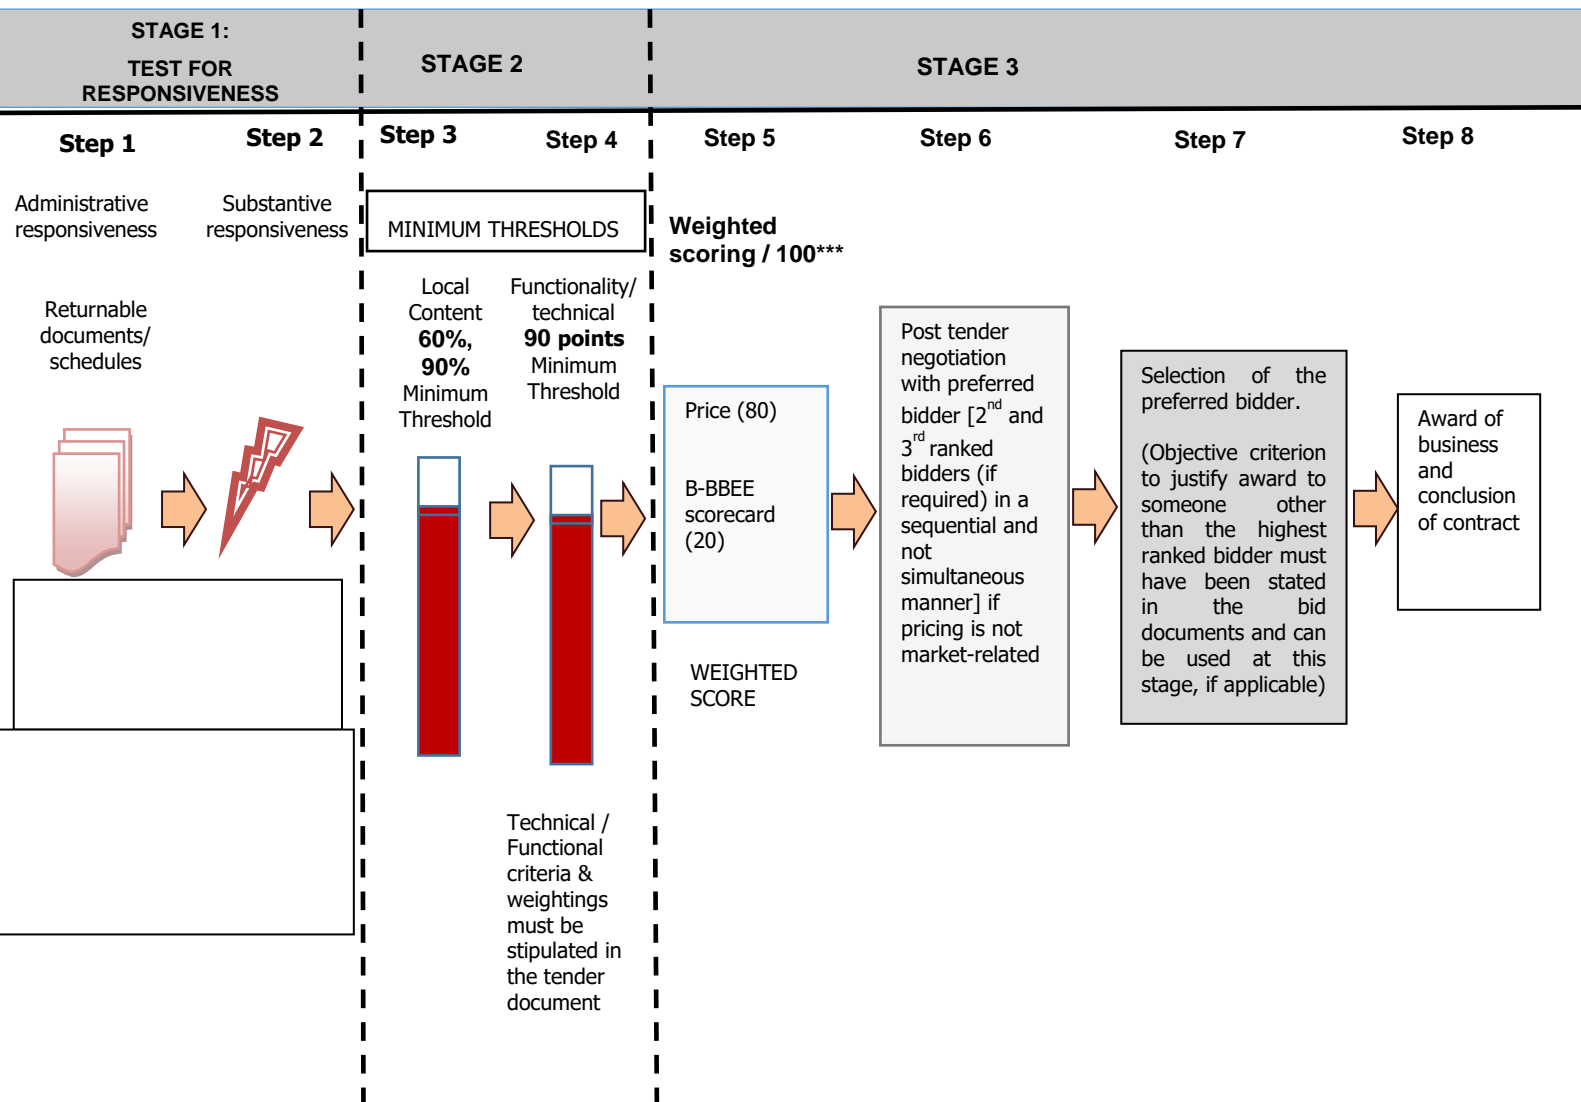 STAGE 1:
TEST FOR
RESPONSIVENESS
STAGE 2
STAGE 3
Step 1
Step 2
Step 3
Step 4
Step 5
Step 6
Step 7
Step 8
Administrative
responsiveness
Substantive
responsiveness
MINIMUM THRESHOLDS
Weighted
scoring / 100***
Returnable
documents/
schedules
Local
Content
60%,
90%
Minimum
Threshold
Functionality/
technical
90 points
Minimum
Threshold
Technical /
Functional
criteria &
weightings
must be
stipulated in
the tender
document
Price (80)
B-BBEE
scorecard
(20)
WEIGHTED
SCORE
Post tender
negotiation
with preferred
bidder [2nd and
3rd ranked
bidders (if
required) in a
sequential and
not
simultaneous
manner] if
pricing is not
market-related
Selection of the
preferred bidder.
(Objective criterion
to justify award to
someone other
than the highest
ranked bidder must
have been stated
in the bid
documents and can
be used at this
stage, if applicable)
Award of
business
and
conclusion
of contract